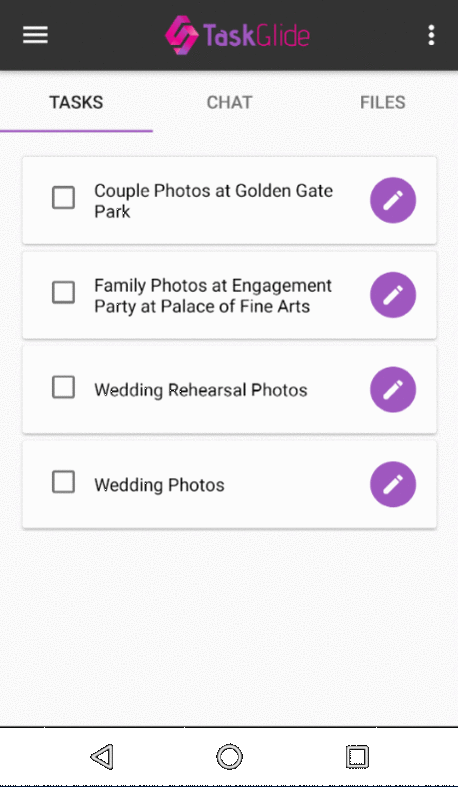 TaskGlide
TASKS CHAT FILES
Couple Photos at Golden Gate
Park
Family Photos at Engagement
Party at Palace of Fine Arts
Wedding Rehearsal Photos
Wedding Photos